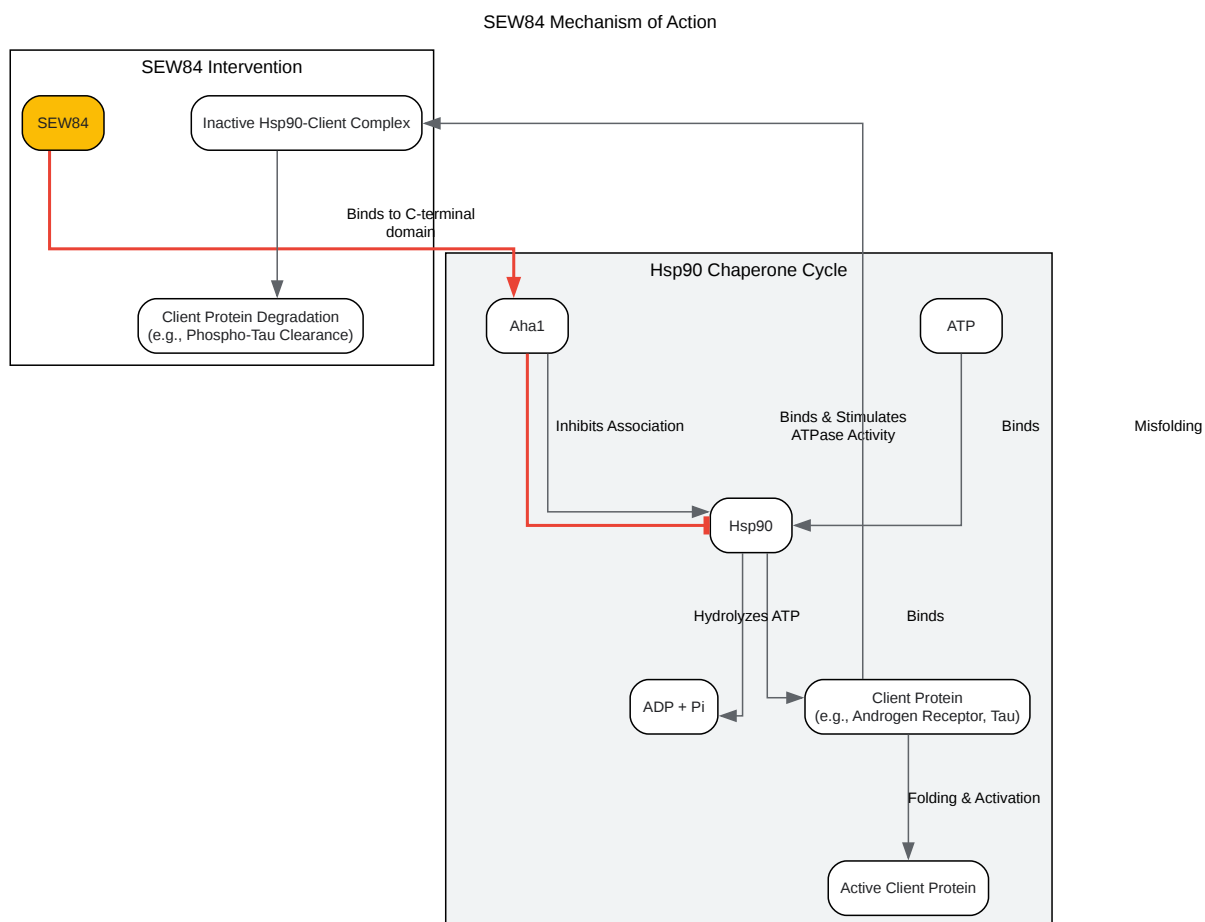 SEW84 Mechanism of Action
SEW84 Intervention
SEW84
Inactive Hsp90-Client Complex
Binds to C-terminal
domain
Client Protein Degradation
(e.g., Phospho-Tau Clearance)
Hsp90 Chaperone Cycle
Aha1
ATP
Inhibits Association
Binds & Stimulates
ATPase Activity
Binds
Misfolding
Hsp90
Hydrolyzes ATP
Binds
ADP + Pi
Client Protein
(e.g., Androgen Receptor, Tau)
Folding & Activation
Active Client Protein